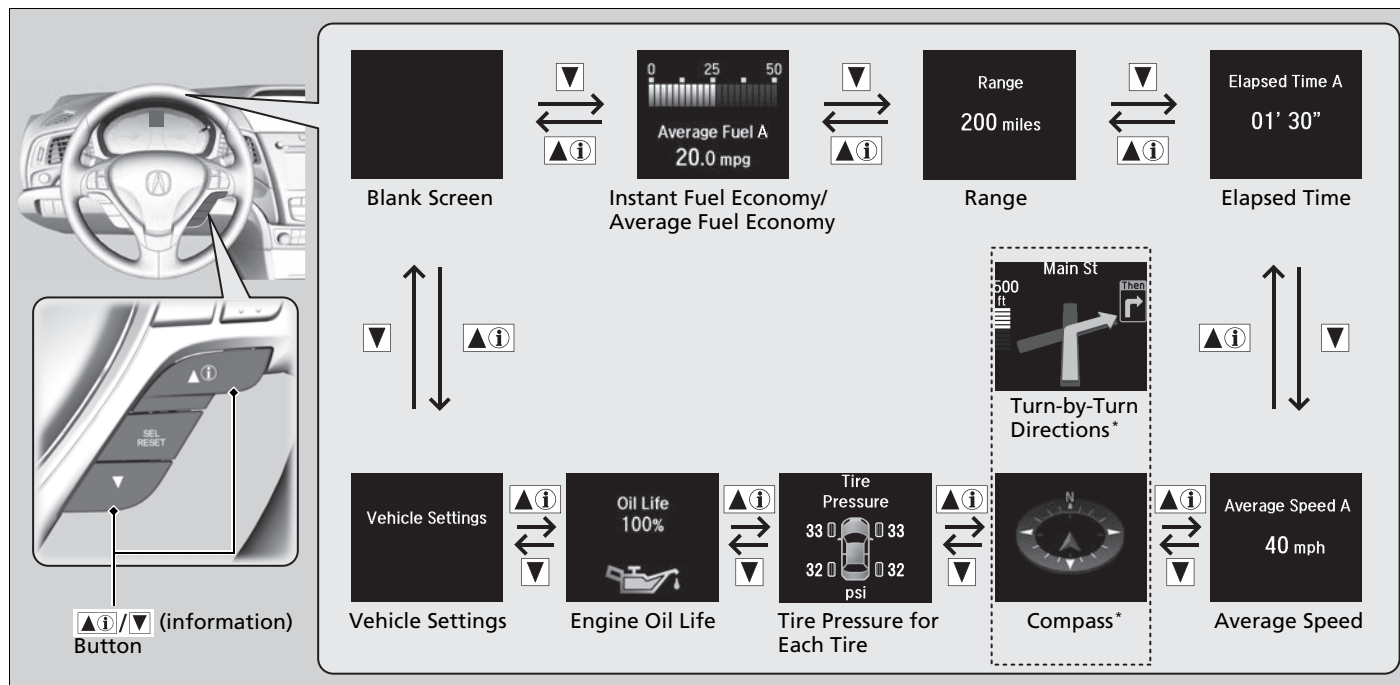 0 25 50
Average Fuel A
20.0 mpg
Range
200 miles
Elapsed Time A
01' 30"
Blank Screen
Instant Fuel Economy/
Average Fuel Economy
Range
Elapsed Time
▼
▲ⓘ
▼
▲ⓘ
▼
▲ⓘ
Main St
500
ft
Then
Turn-by-Turn
Directions*
▼
▲ⓘ
▲ⓘ
▼
▲ⓘ
SEL
RESET
▼
▲ⓘ/▼ (information)
Button
Vehicle Settings
Oil Life
100%
Tire
Pressure
33 33
32 32
psi
N
Average Speed A
40 mph
▲ⓘ
▼
▲ⓘ
▼
▲ⓘ
▼
▲ⓘ
▼
Vehicle Settings
Engine Oil Life
Tire Pressure for
Each Tire
Compass*
Average Speed